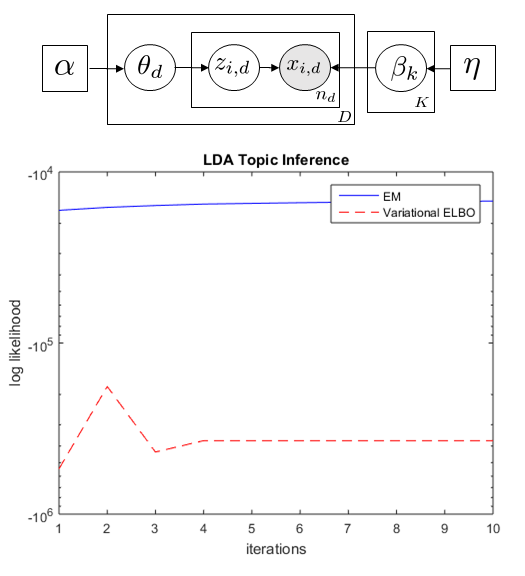 α θ_d z_{i,d} x_{i,d} β_k η
n_d
D K
LDA Topic Inference
-10^4
EM
Variational ELBO
-10^5
-10^6
log likelihood
1 2 3 4 5 6 7 8 9 10
iterations